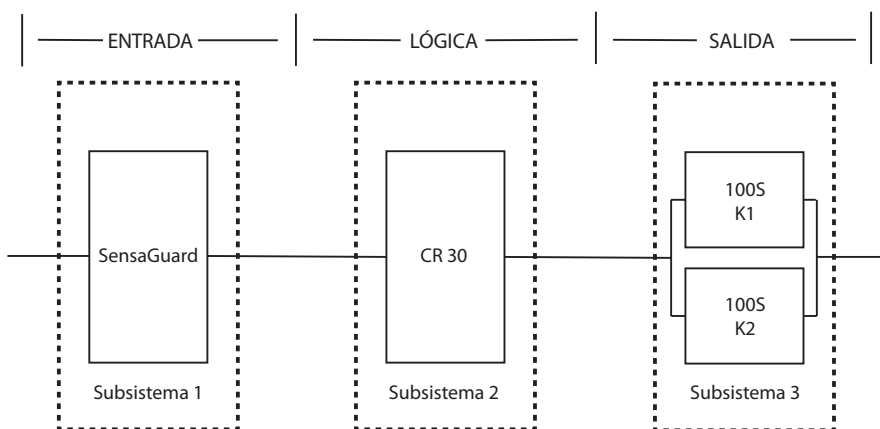 ENTRADA
LÓGICA
SALIDA
SensaGuard
CR 30
100S
K1
100S
K2
Subsistema 1
Subsistema 2
Subsistema 3